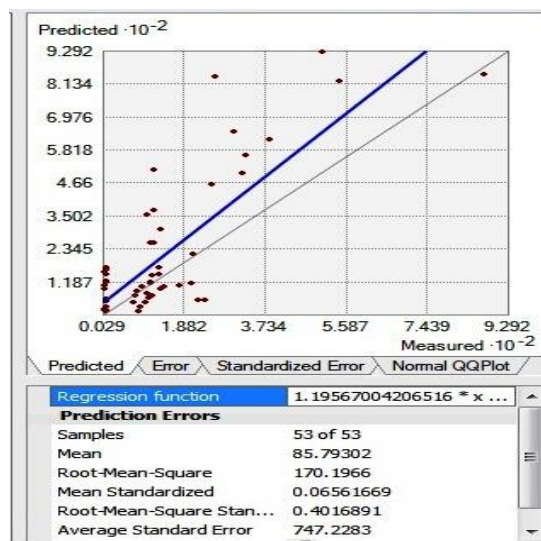 Predicted ·10⁻²
9.292
8.134
6.976
5.818
4.66
3.502
2.345
1.187
0.029
0.029 1.882 3.734 5.587 7.439 9.292
Measured ·10⁻²
Predicted Error Standardized Error Normal QQPlot
Regression function 1.19567004206516 * x ...
Prediction Errors
Samples 53 of 53
Mean 85.79302
Root-Mean-Square 170.1966
Mean Standardized 0.06561669
Root-Mean-Square Stan... 0.4016891
Average Standard Error 747.2283